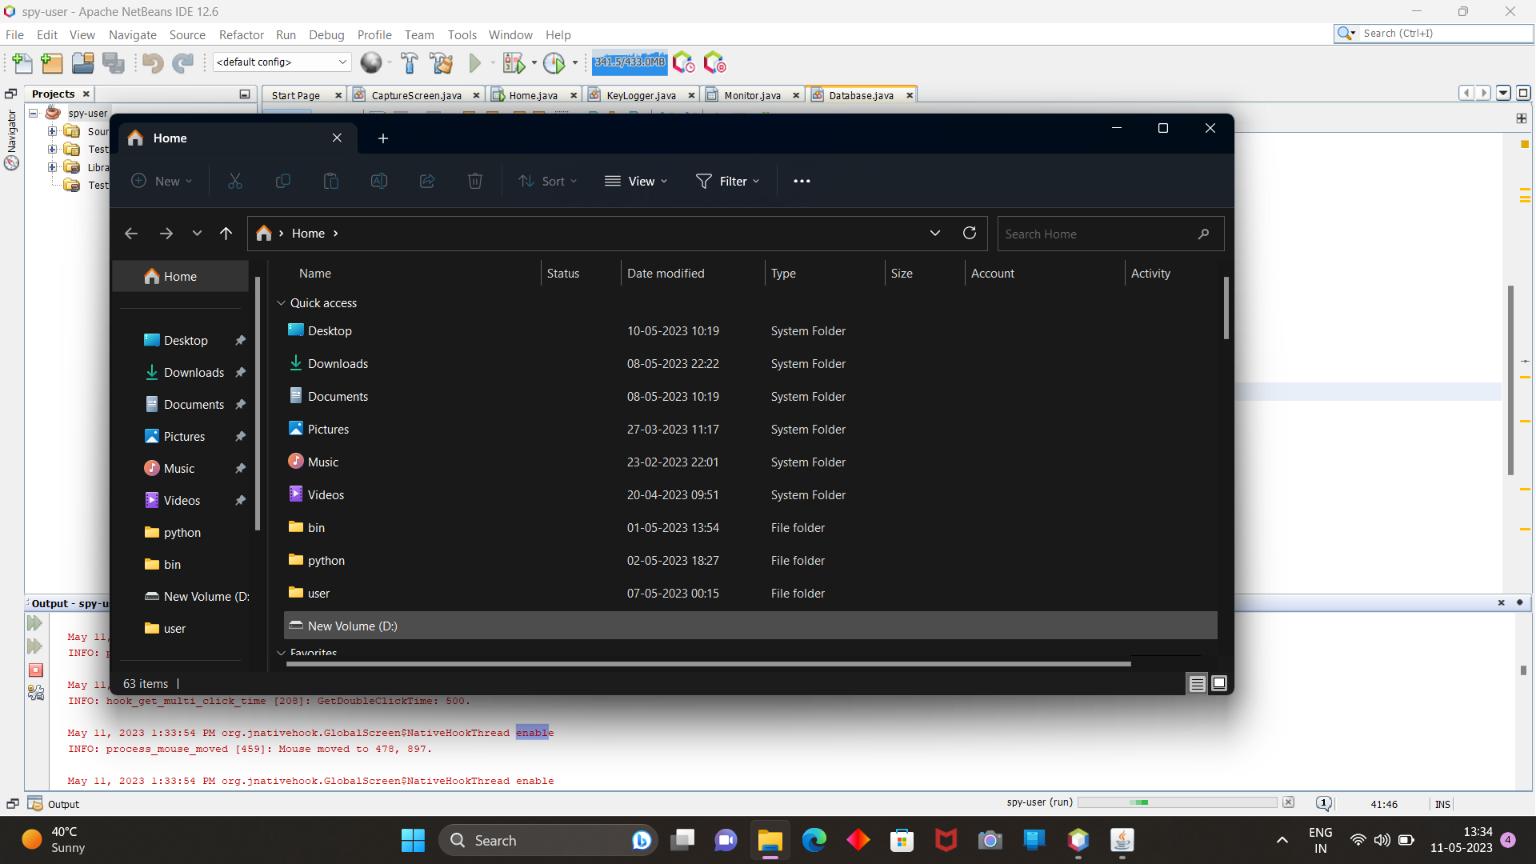 spy-user - Apache NetBeans IDE 12.6
File Edit View Navigate Source Refactor Run Debug Profile Team Tools Window Help
Search (Ctrl+I)
<default config>
341.5/433.0MB
Projects
Start Page CaptureScreen.java Home.java KeyLogger.java Monitor.java Database.java
Navigator
spy-user
Sour
Test
Libra
Test
Home
New Sort View Filter
Home
Search Home
Home
Desktop
Downloads
Documents
Pictures
Music
Videos
python
bin
New Volume (D:
user
Name Status Date modified Type Size Account Activity
Quick access
Desktop 10-05-2023 10:19 System Folder
Downloads 08-05-2023 22:22 System Folder
Documents 08-05-2023 10:19 System Folder
Pictures 27-03-2023 11:17 System Folder
Music 23-02-2023 22:01 System Folder
Videos 20-04-2023 09:51 System Folder
bin 01-05-2023 13:54 File folder
python 02-05-2023 18:27 File folder
user 07-05-2023 00:15 File folder
New Volume (D:)
Favorites
63 items
Output - spy-u
May 11,
INFO: p
May 11,
INFO: hook_get_multi_click_time [208]: GetDoubleClickTime: 500.
May 11, 2023 1:33:54 PM org.jnativehook.GlobalScreen$NativeHookThread enable
INFO: process_mouse_moved [459]: Mouse moved to 478, 897.
May 11, 2023 1:33:54 PM org.jnativehook.GlobalScreen$NativeHookThread enable
Output
spy-user (run)
1
41:46
INS
40°C
Sunny
Search
ENG
IN
13:34
11-05-2023
4